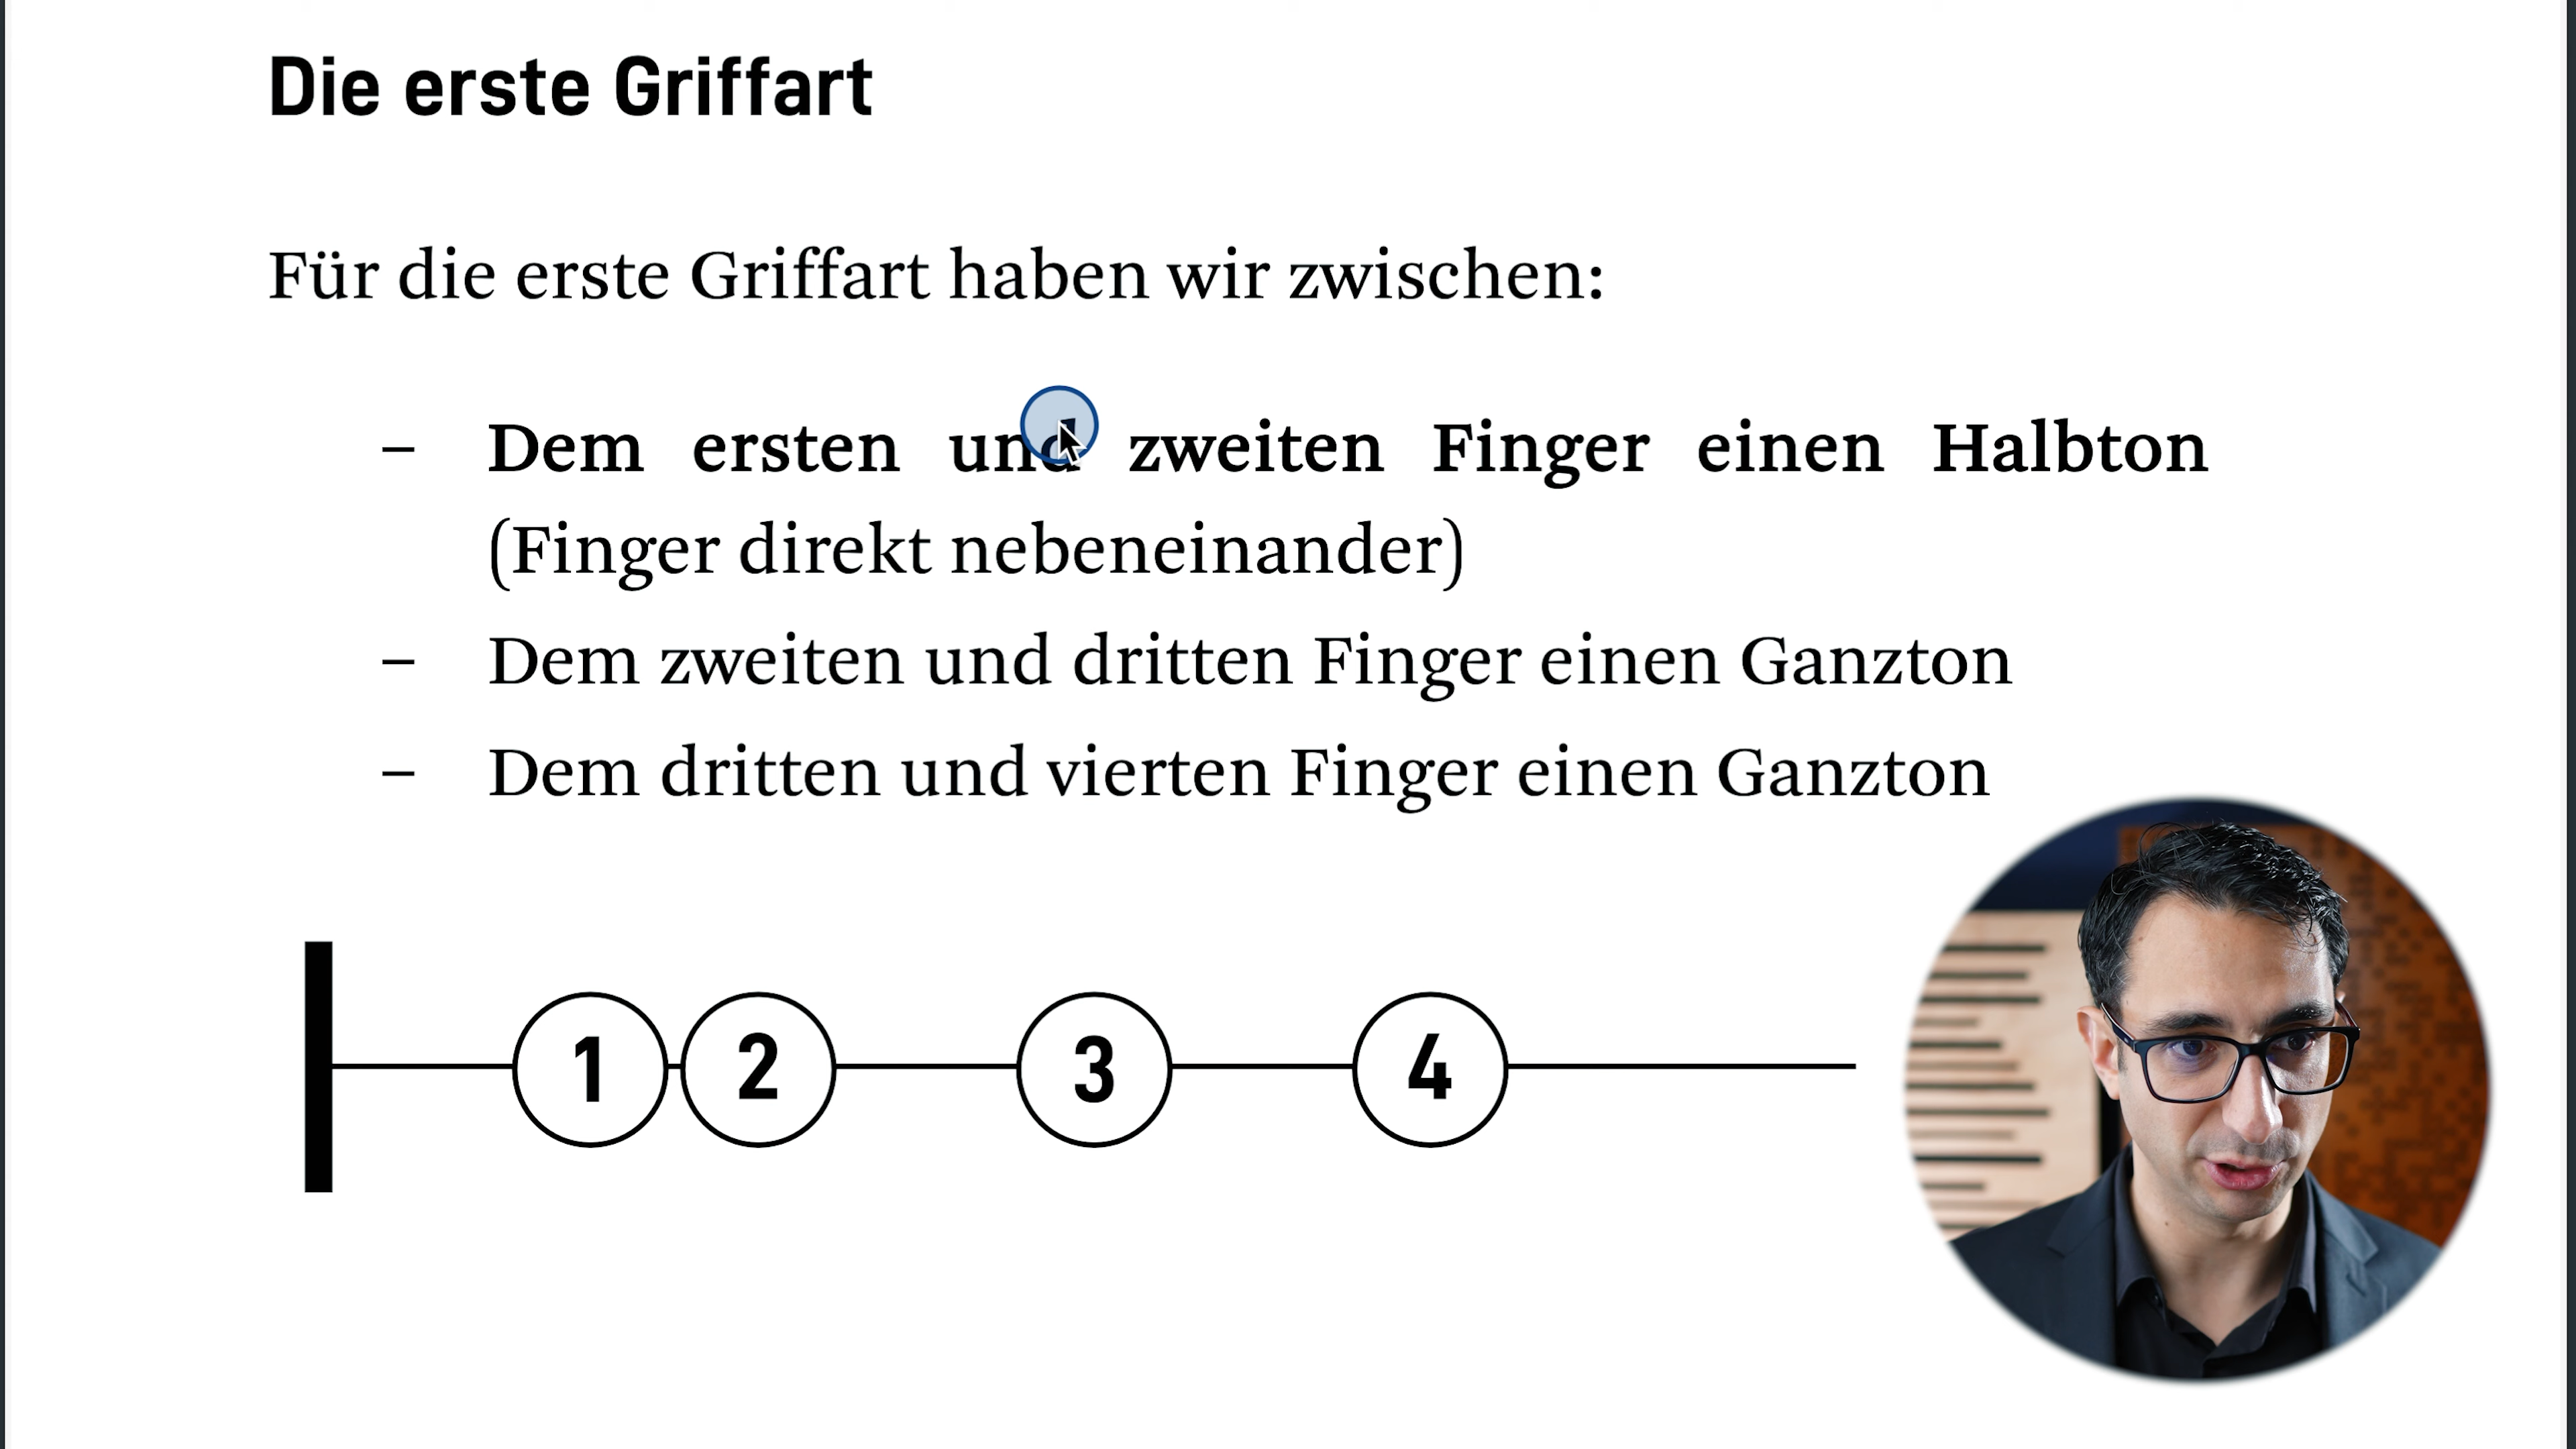 Die erste Griffart
Für die erste Griffart haben wir zwischen:
– Dem ersten und zweiten Finger einen Halbton
(Finger direkt nebeneinander)
– Dem zweiten und dritten Finger einen Ganzton
– Dem dritten und vierten Finger einen Ganzton
1 2 3 4